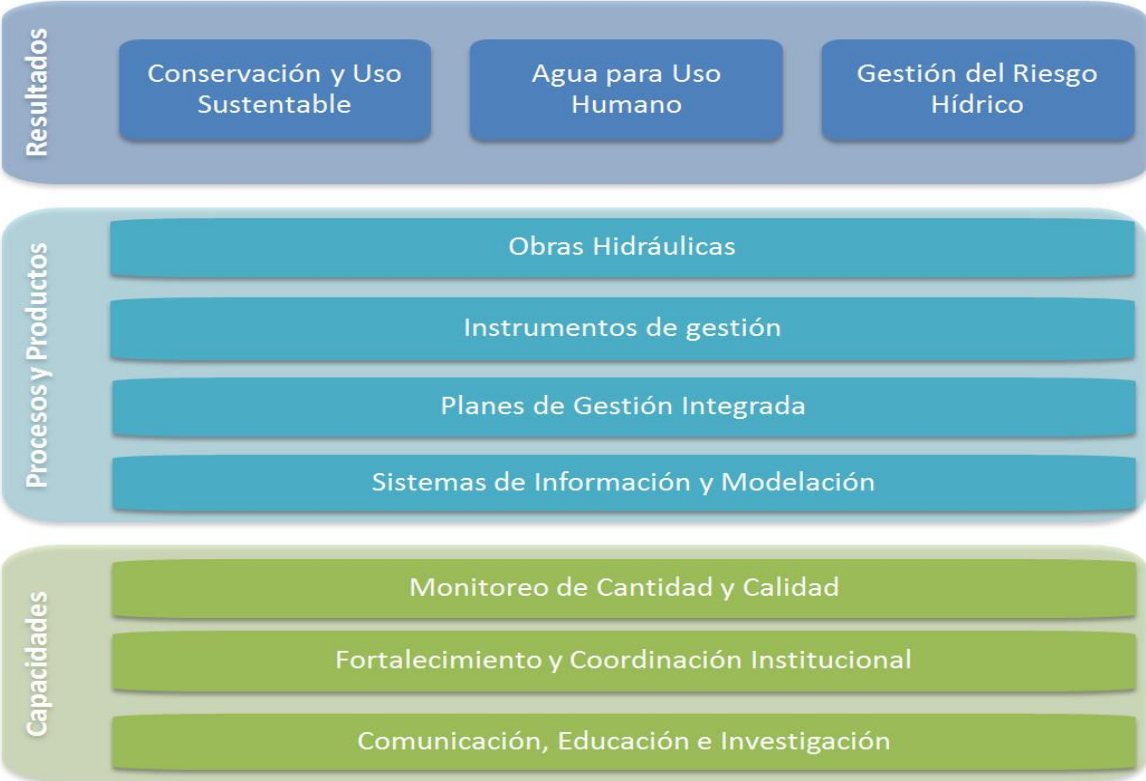 Resultados
Conservación y Uso
Sustentable
Agua para Uso
Humano
Gestión del Riesgo
Hídrico
Procesos y Productos
Obras Hidráulicas
Instrumentos de gestión
Planes de Gestión Integrada
Sistemas de Información y Modelación
Capacidades
Monitoreo de Cantidad y Calidad
Fortalecimiento y Coordinación Institucional
Comunicación, Educación e Investigación